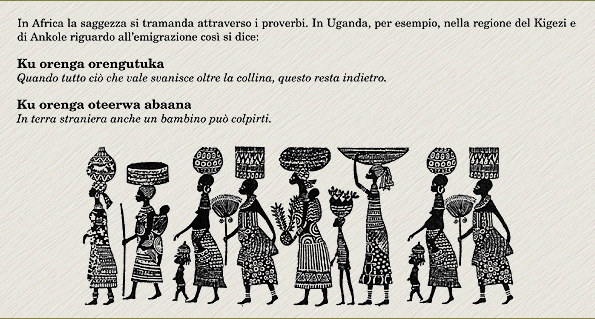 In Africa la saggezza si tramanda attraverso i proverbi. In Uganda, per esempio, nella regione del Kigezi e
di Ankole riguardo all'emigrazione così si dice:
Ku orenga orengutuka
Quando tutto ciò che vale svanisce oltre la collina, questo resta indietro.
Ku orenga oteerwa abaana
In terra straniera anche un bambino può colpirti.